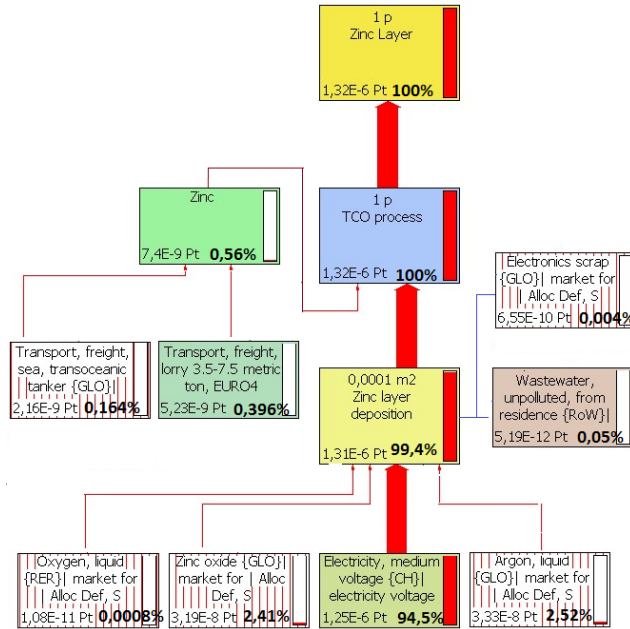 1 p
Zinc Layer
1,32E-6 Pt 100%
Zinc
7,4E-9 Pt 0,56%
1 p
TCO process
1,32E-6 Pt 100%
Electronics scrap
{GLO}| market for
| Alloc Def, S
6,55E-10 Pt 0,004%
Transport, freight,
sea, transoceanic
tanker {GLO}|
2,16E-9 Pt 0,164%
Transport, freight,
lorry 3.5-7.5 metric
ton, EURO4
5,23E-9 Pt 0,396%
0,0001 m2
Zinc layer
deposition
1,31E-6 Pt 99,4%
Wastewater,
unpolluted, from
residence {RoW}|
5,19E-12 Pt 0,05%
Oxygen, liquid
{RER}| market for
| Alloc Def, S
1,08E-11 Pt 0,0008%
Zinc oxide {GLO}|
market for | Alloc
Def, S
3,19E-8 Pt 2,41%
Electricity, medium
voltage {CH}|
electricity voltage
1,25E-6 Pt 94,5%
Argon, liquid
{GLO}| market for
| Alloc Def, S
3,33E-8 Pt 2,52%